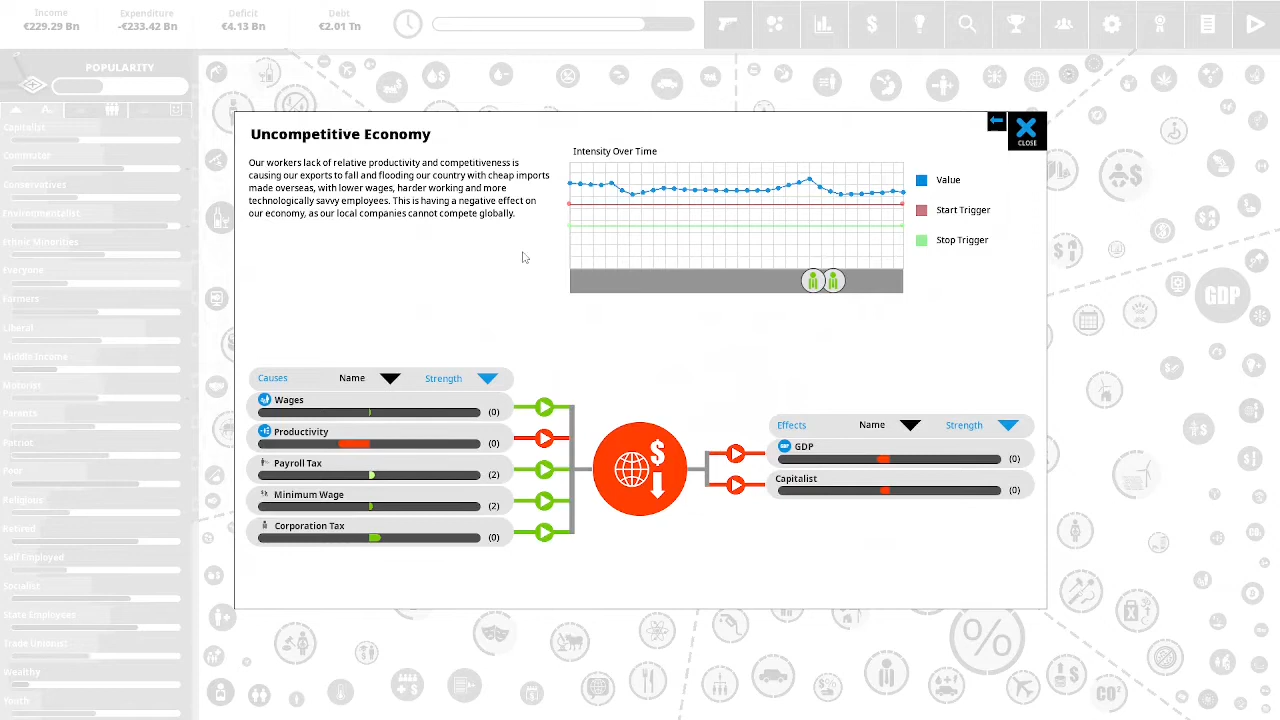 Income
Expenditure
Deficit
Debt
€229.29 Bn
-€233.42 Bn
€4.13 Bn
€2.01 Tn
POPULARITY
Capitalist
Commuter
Conservatives
Environmentalist
Ethnic Minorities
Everyone
Farmers
Liberal
Middle Income
Motorist
Parents
Patriot
Poor
Religious
Retired
Self Employed
Socialist
State Employees
Trade Unionist
Wealthy
Youth
Uncompetitive Economy
CLOSE
Our workers lack of relative productivity and competitiveness is
causing our exports to fall and flooding our country with cheap imports
made overseas, with lower wages, harder working and more
technologically savvy employees. This is having a negative effect on
our economy, as our local companies cannot compete globally.
Intensity Over Time
Value
Start Trigger
Stop Trigger
Causes Name Strength
Wages
(0)
Productivity
(0)
Payroll Tax
(2)
Minimum Wage
(2)
Corporation Tax
(0)
Effects Name Strength
GDP
(0)
Capitalist
(0)
GDP
CO²